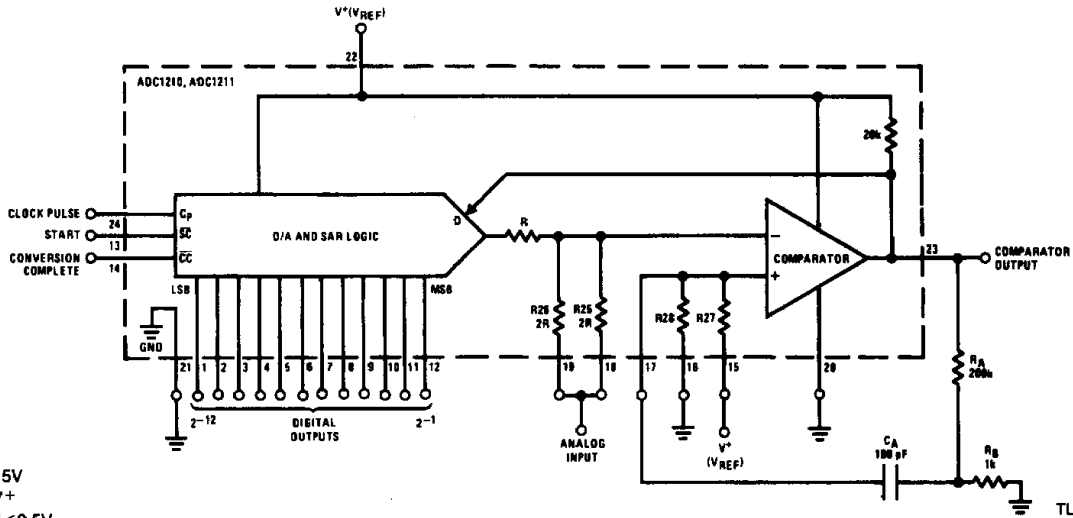 V+(VREF)
22
ADC1210, ADC1211
20k
CLOCK PULSE
24
CP
START
13
SC
CONVERSION
COMPLETE
14
CC
D/A AND SAR LOGIC
D
R
LSB
MSB
−
+
COMPARATOR
23
COMPARATOR
OUTPUT
R26
2R
R25
2R
R28
R27
GND
21
1
2
3
4
5
6
7
8
9
10
11
12
19
18
17
16
15
20
RA
200k
2−12
DIGITAL
OUTPUTS
2−1
ANALOG
INPUT
V+
(VREF)
CA
100 pF
RB
1k
5V
TL